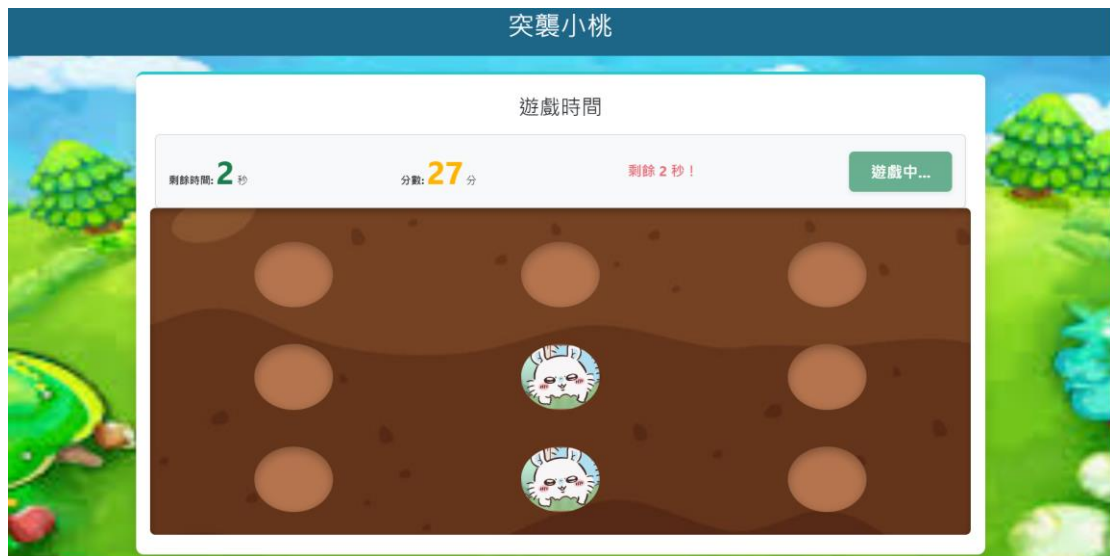 突襲小桃
遊戲時間
剩餘時間: 2 秒
分數: 27 分
剩餘 2 秒！
遊戲中...